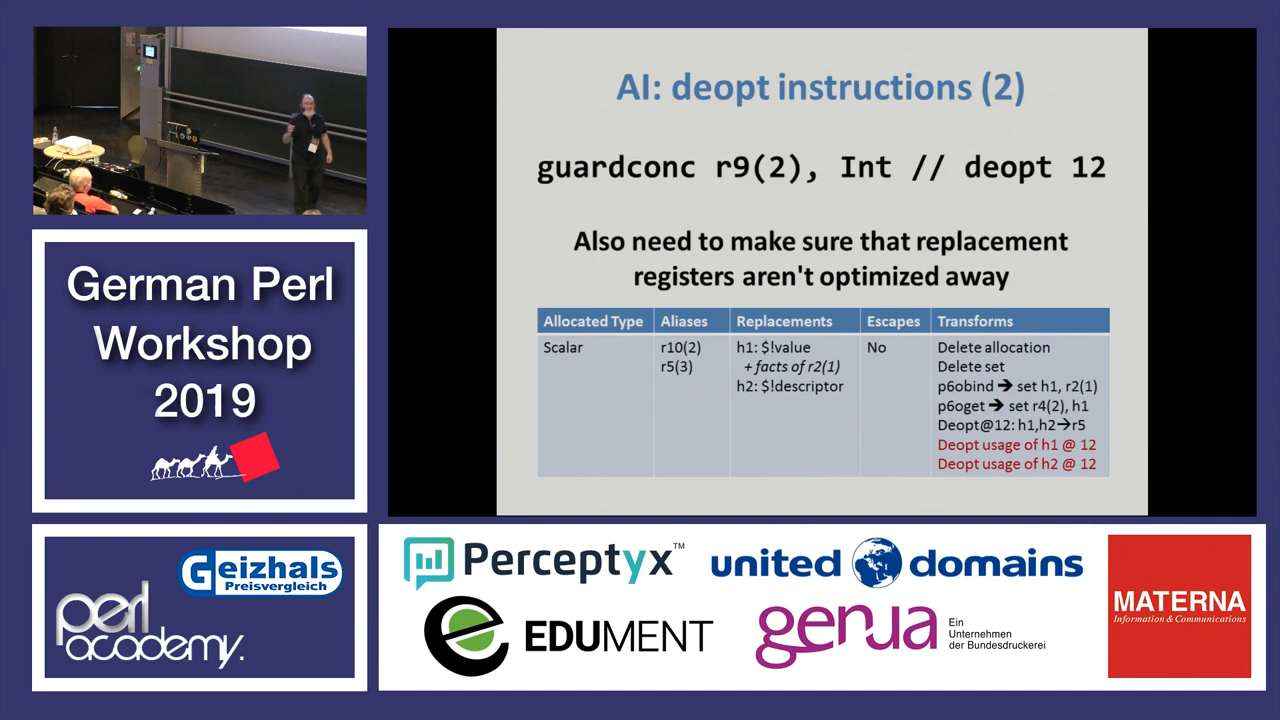 AI: deopt instructions (2)
guardconc r9(2), Int // deopt 12
Also need to make sure that replacement
registers aren't optimized away
Allocated Type Aliases Replacements Escapes Transforms
Scalar r10(2) h1: $!value No Delete allocation
r5(3) + facts of r2(1) Delete set
h2: $!descriptor p6obind → set h1, r2(1)
p6oget → set r4(2), h1
Deopt@12: h1,h2→r5
Deopt usage of h1 @ 12
Deopt usage of h2 @ 12
German Perl
Workshop
2019
Geizhals
Preisvergleich
perl
academy.
Perceptyx™
united domains
EDUMENT
genua
Ein
Unternehmen
der Bundesdruckerei
MATERNA
Information & Communications